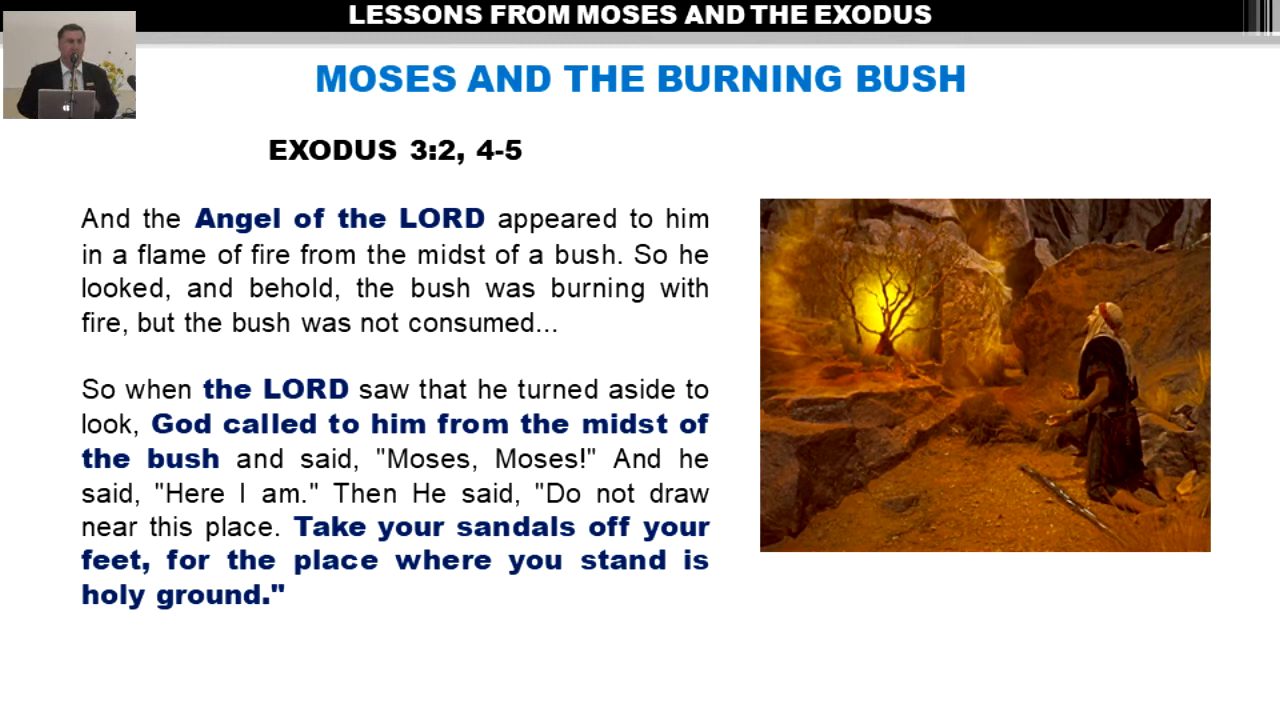 LESSONS FROM MOSES AND THE EXODUS
MOSES AND THE BURNING BUSH
EXODUS 3:2, 4-5
And the Angel of the LORD appeared to him
in a flame of fire from the midst of a bush. So he
looked, and behold, the bush was burning with
fire, but the bush was not consumed...
So when the LORD saw that he turned aside to
look, God called to him from the midst of
the bush and said, "Moses, Moses!" And he
said, "Here I am." Then He said, "Do not draw
near this place. Take your sandals off your
feet, for the place where you stand is
holy ground."